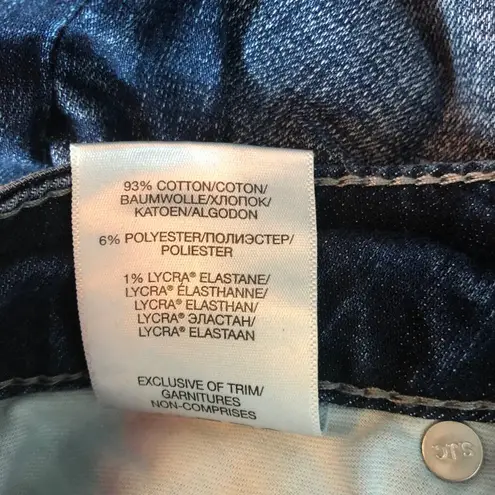 93% COTTON/COTON/
BAUMWOLLE/ХЛОПОК/
KATOEN/ALGODON
6% POLYESTER/ПОЛИЭСТЕР/
POLIESTER
1% LYCRA® ELASTANE/
LYCRA® ÉLASTHANNE/
LYCRA® ELASTHAN/
LYCRA® ЭЛАСТАН/
LYCRA® ELASTAAN
EXCLUSIVE OF TRIM/
GARNITURES
NON-COMPRISES